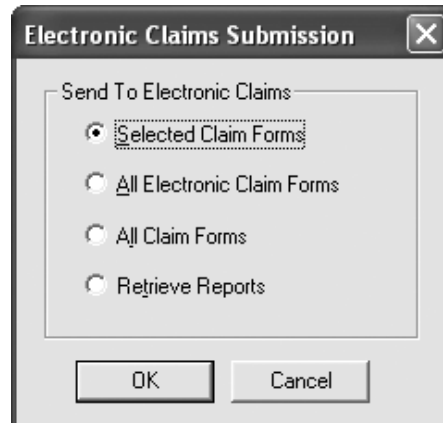 Electronic Claims Submission
Send To Electronic Claims
Selected Claim Forms
All Electronic Claim Forms
All Claim Forms
Retrieve Reports
OK Cancel